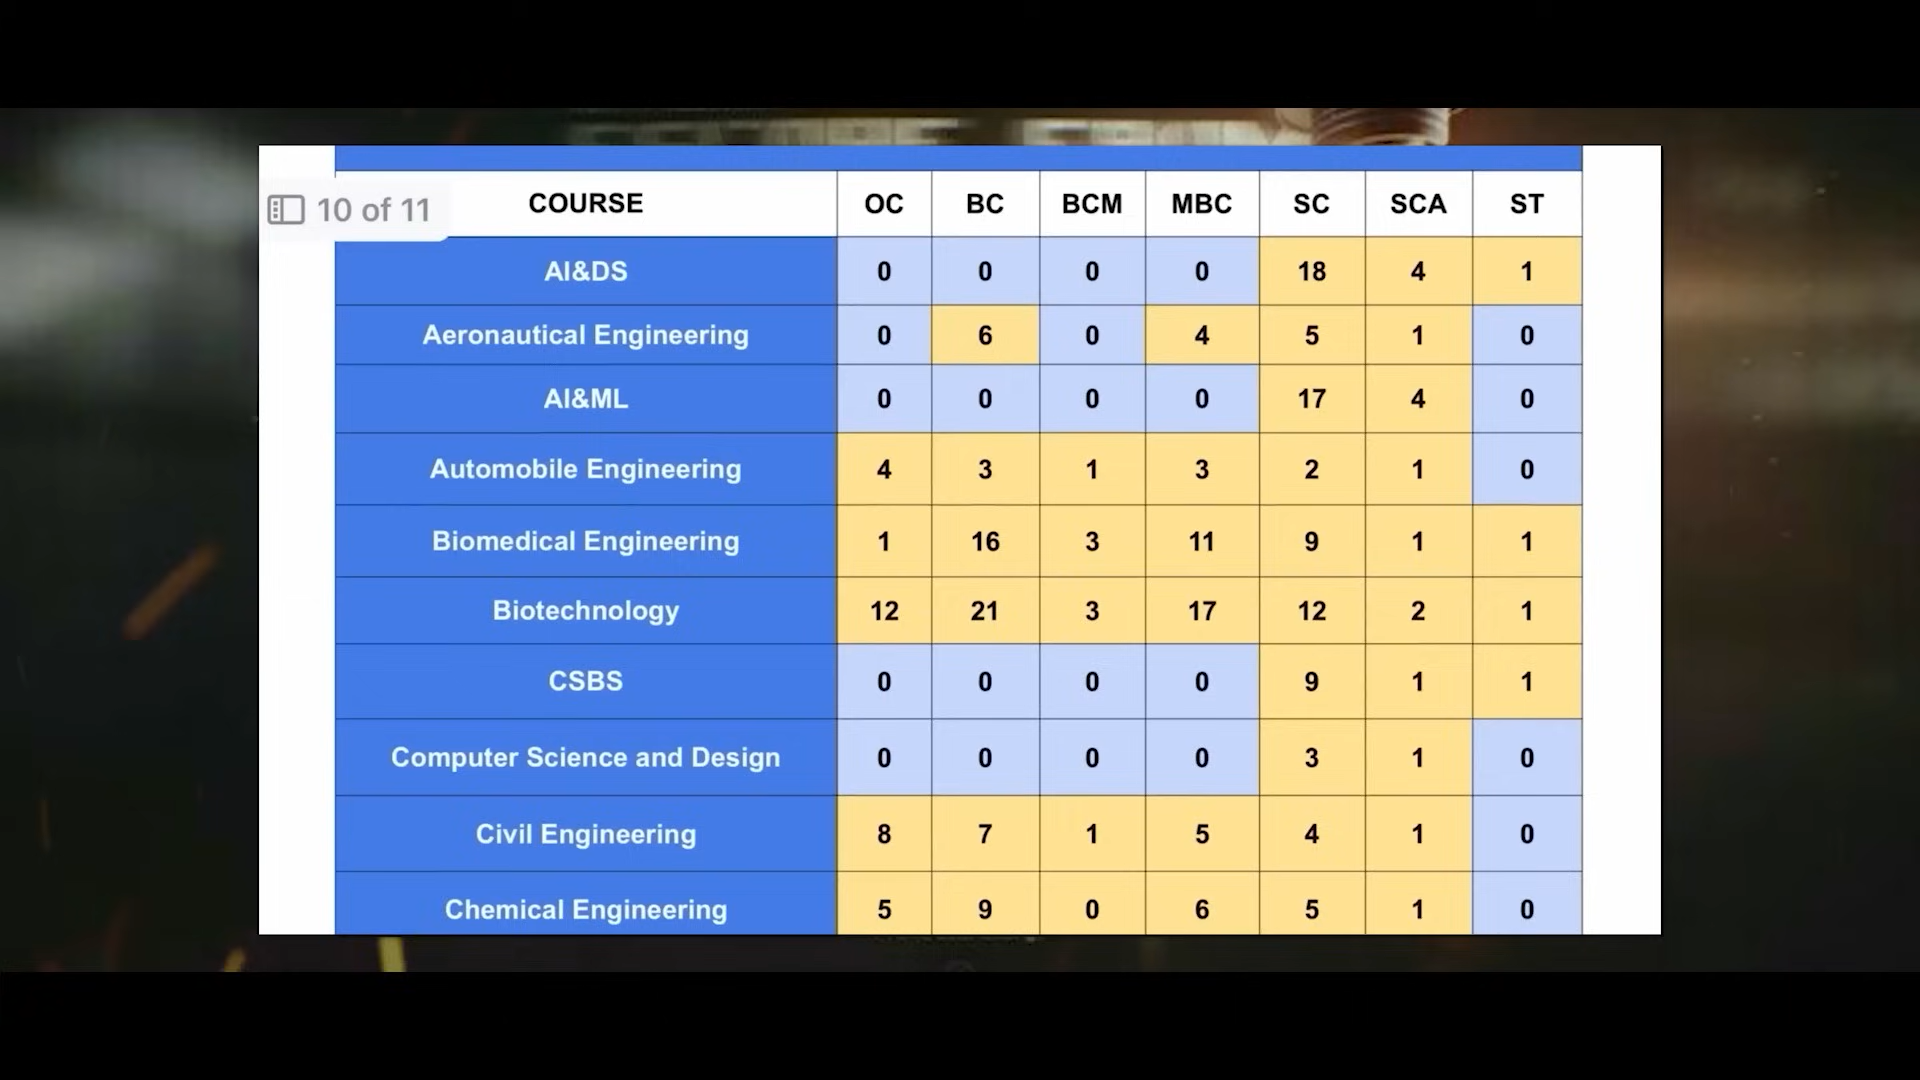 10 of 11
COURSE OC BC BCM MBC SC SCA ST
AI&DS 0 0 0 0 18 4 1
Aeronautical Engineering 0 6 0 4 5 1 0
AI&ML 0 0 0 0 17 4 0
Automobile Engineering 4 3 1 3 2 1 0
Biomedical Engineering 1 16 3 11 9 1 1
Biotechnology 12 21 3 17 12 2 1
CSBS 0 0 0 0 9 1 1
Computer Science and Design 0 0 0 0 3 1 0
Civil Engineering 8 7 1 5 4 1 0
Chemical Engineering 5 9 0 6 5 1 0